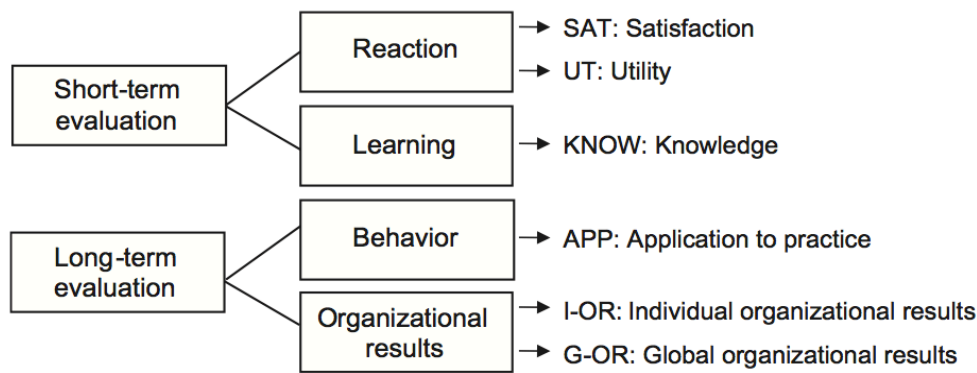 Short-term
evaluation
Reaction
SAT: Satisfaction
UT: Utility
Learning
KNOW: Knowledge
Long-term
evaluation
Behavior
APP: Application to practice
Organizational
results
I-OR: Individual organizational results
G-OR: Global organizational results